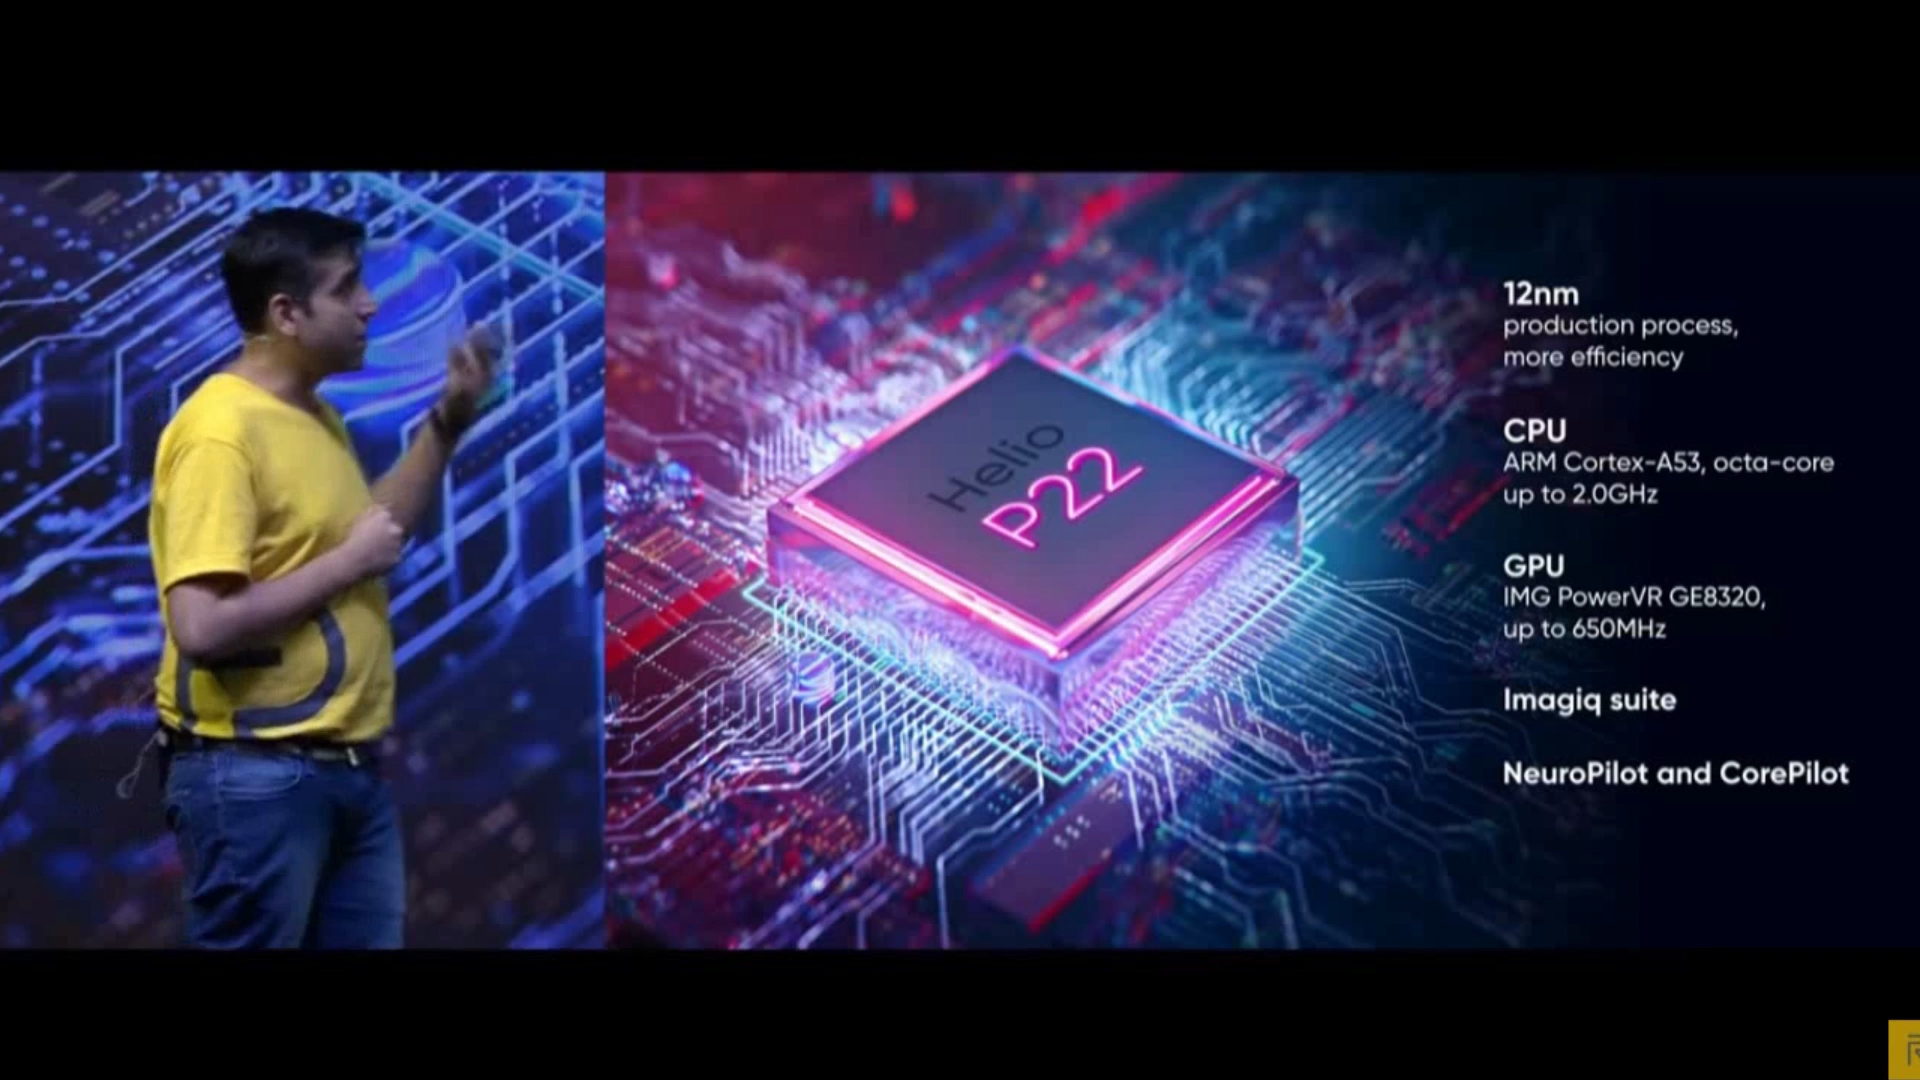 Helio
P22
12nm
production process,
more efficiency
CPU
ARM Cortex-A53, octa-core
up to 2.0GHz
GPU
IMG PowerVR GE8320,
up to 650MHz
Imagiq suite
NeuroPilot and CorePilot